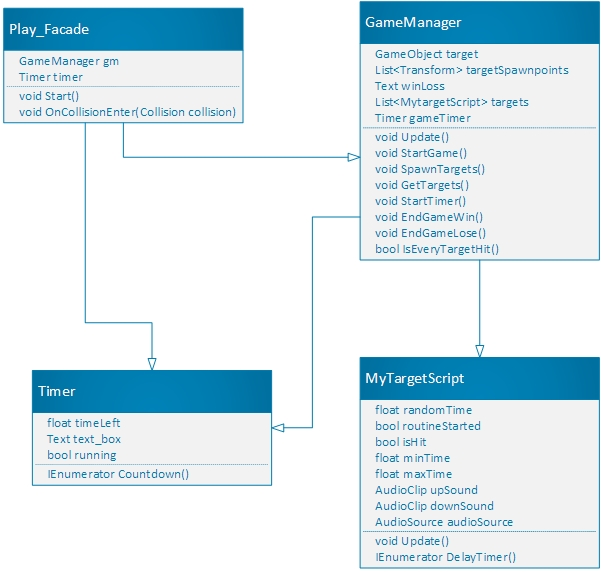 Play_Facade
GameManager gm
Timer timer
void Start()
void OnCollisionEnter(Collision collision)
GameManager
GameObject target
List<Transform> targetSpawnpoints
Text winLoss
List<MytargetScript> targets
Timer gameTimer
void Update()
void StartGame()
void SpawnTargets()
void GetTargets()
void StartTimer()
void EndGameWin()
void EndGameLose()
bool IsEveryTargetHit()
Timer
float timeLeft
Text text_box
bool running
IEnumerator Countdown()
MyTargetScript
float randomTime
bool routineStarted
bool isHit
float minTime
float maxTime
AudioClip upSound
AudioClip downSound
AudioSource audioSource
void Update()
IEnumerator DelayTimer()